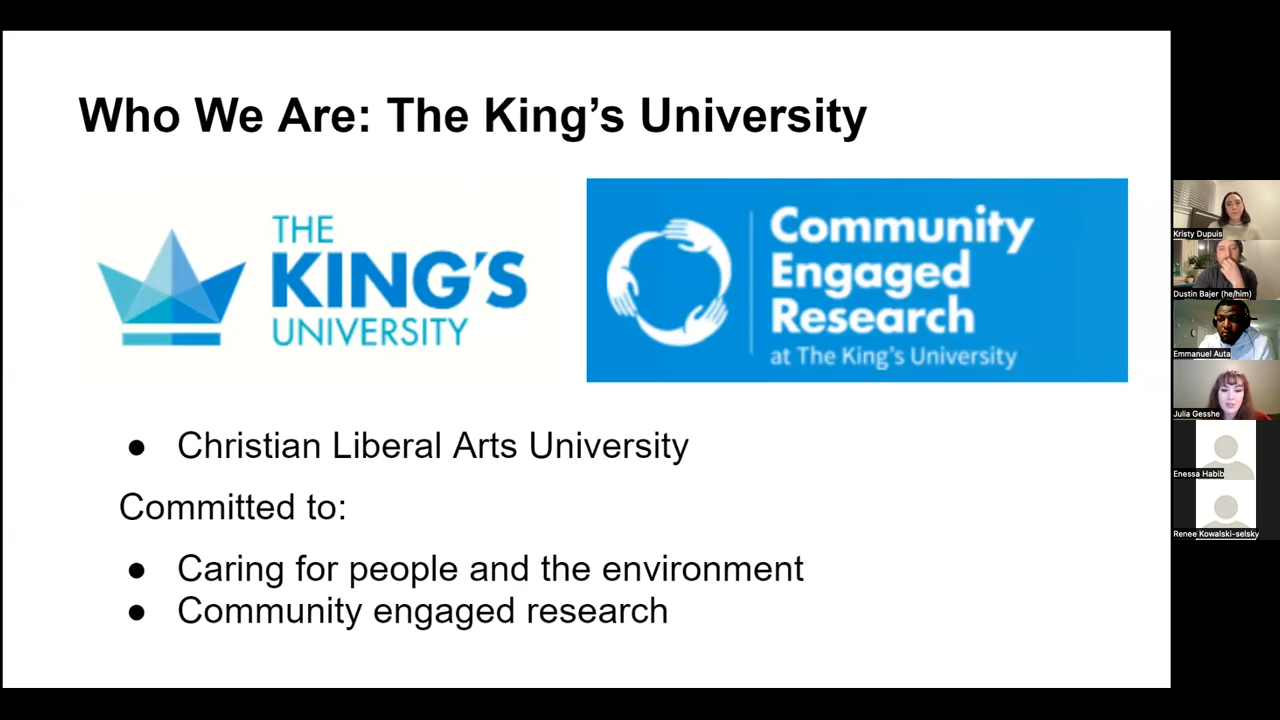 Who We Are: The King's University
THE
KING'S
UNIVERSITY
Community
Engaged
Research
at The King's University
● Christian Liberal Arts University
Committed to:
● Caring for people and the environment
● Community engaged research
Kristy Dupuis
Dustin Bajer (he/him)
Emmanuel Auta
Julia Gesshe
Enessa Habib
Renee Kowalski-selsky